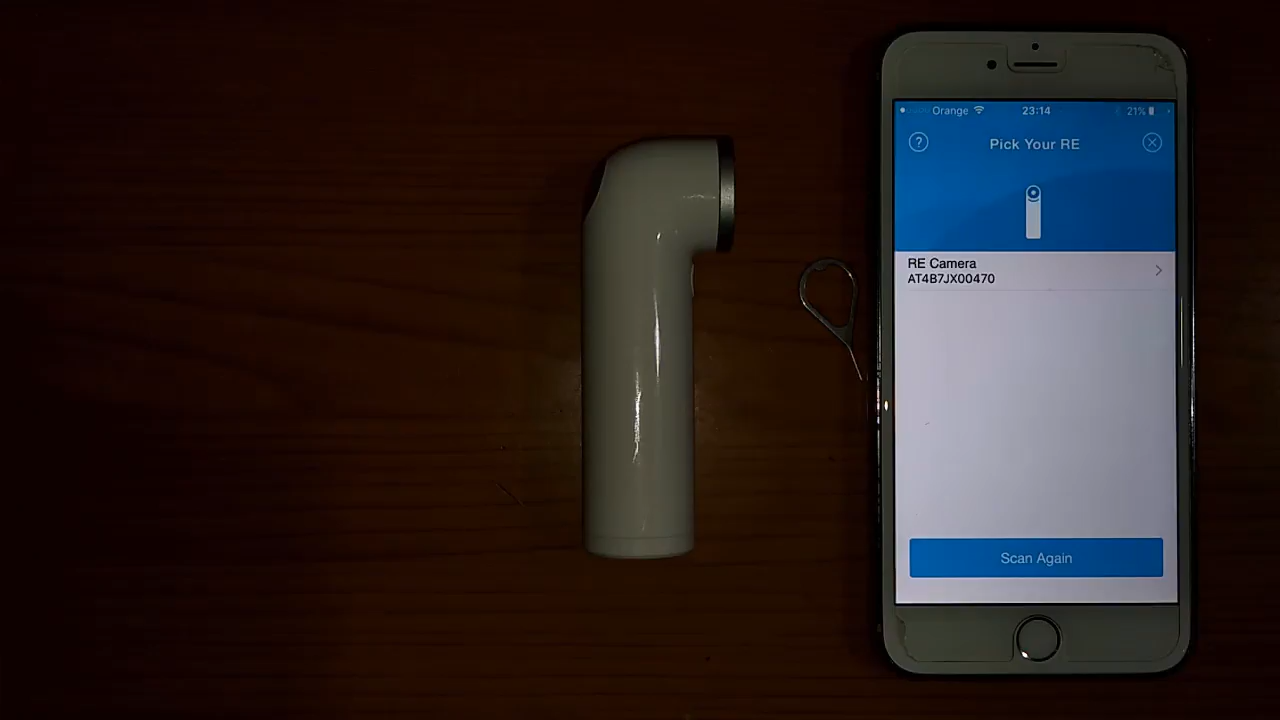 Orange 23:14 21%
? Pick Your RE
RE Camera
AT4B7JX00470
Scan Again